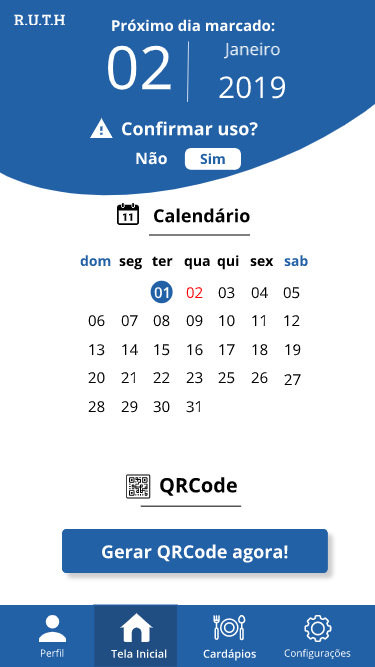 R.U.T.H
Próximo dia marcado:
02
Janeiro
2019
Confirmar uso?
Não Sim
11 Calendário
dom seg ter qua qui sex sab
01 02 03 04 05
06 07 08 09 10 11 12
13 14 15 16 17 18 19
20 21 22 23 25 26 27
28 29 30 31
QRCode
Gerar QRCode agora!
Perfil Tela Inicial Cardápios Configurações